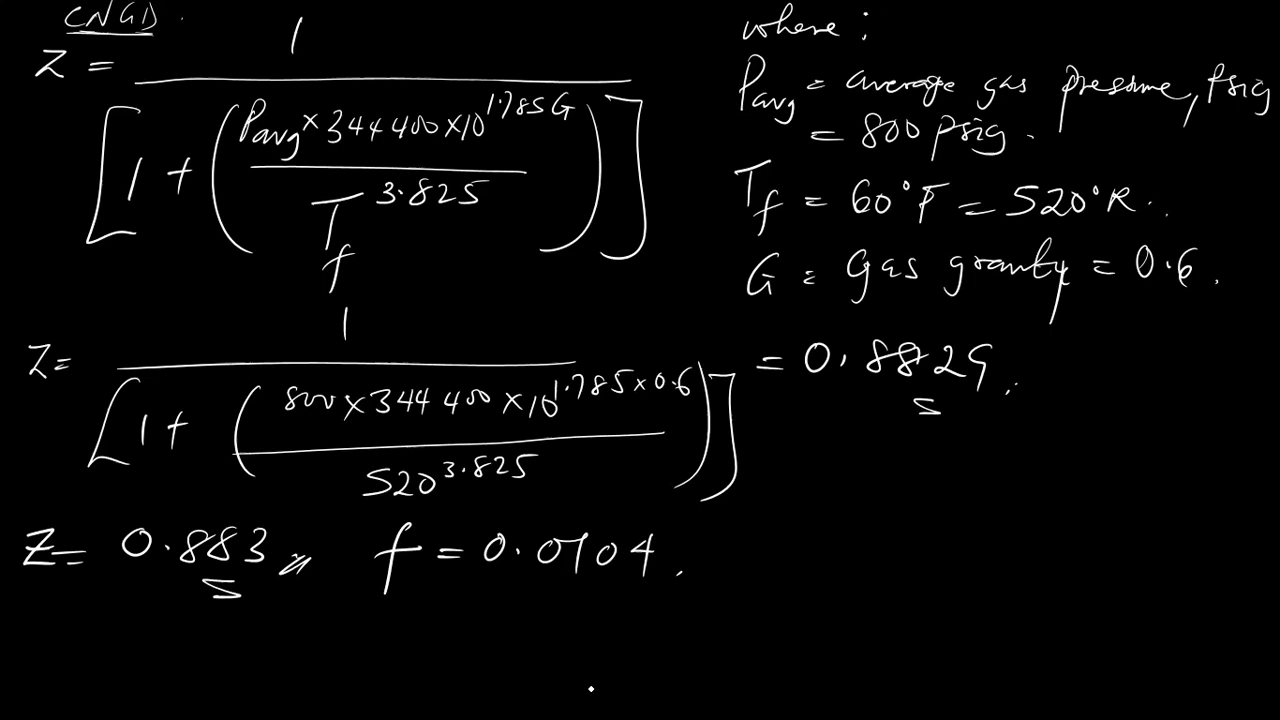 CNGA
Z = 1 / [1 + (Pavg × 344400 × 10^1.785G / Tf^3.825)]
where:
Pavg = average gas pressure, psig
= 800 psig.
Tf = 60°F = 520°R.
G = gas gravity = 0.6.
Z = 1 / [1 + (800 × 344400 × 10^1.785×0.6 / 520^3.825)] = 0.8829.
Z = 0.883 f = 0.0104.